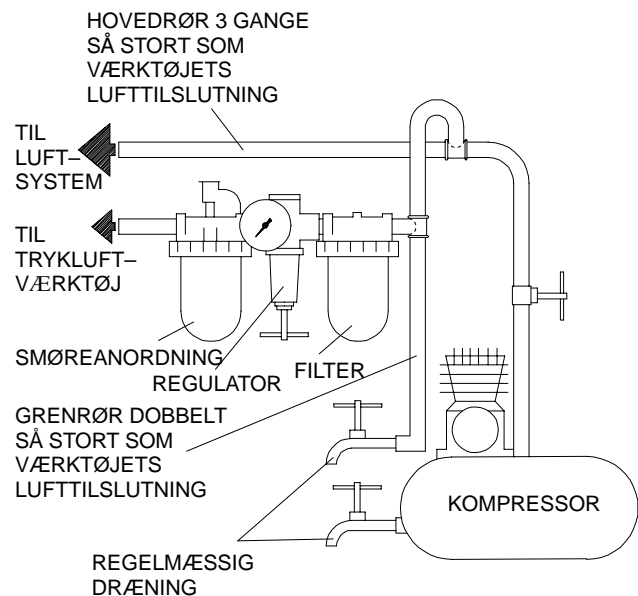 HOVEDRØR 3 GANGE
SÅ STORT SOM
VÆRKTØJETS
LUFTTILSLUTNING
TIL
LUFT–
SYSTEM
TIL
TRYKLUFT–
VÆRKTØJ
SMØREANORDNING
REGULATOR
FILTER
GRENRØR DOBBELT
SÅ STORT SOM
VÆRKTØJETS
LUFTTILSLUTNING
KOMPRESSOR
REGELMÆSSIG
DRÆNING